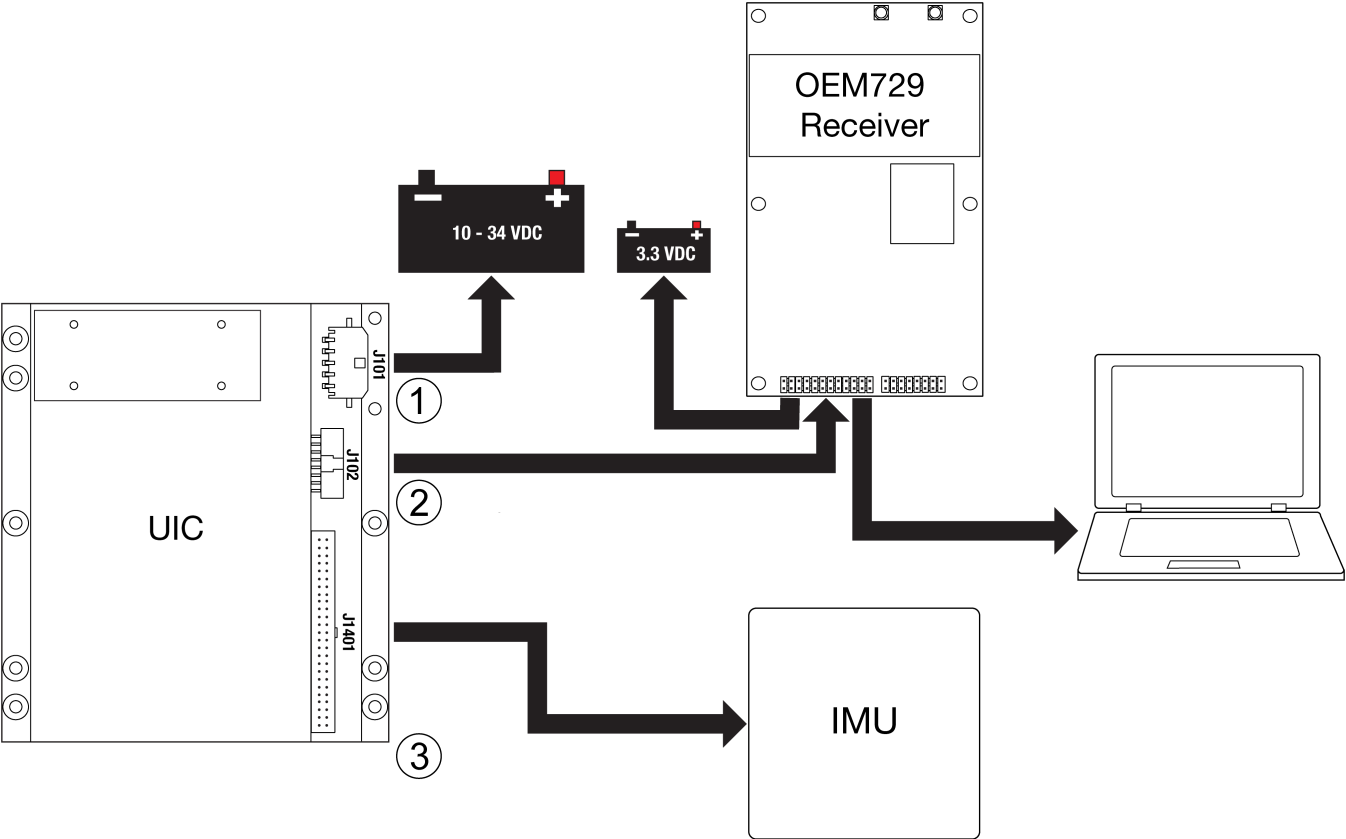 OEM729
Receiver
10 - 34 VDC
3.3 VDC
J101
1
J102
2
UIC
J1401
IMU
3